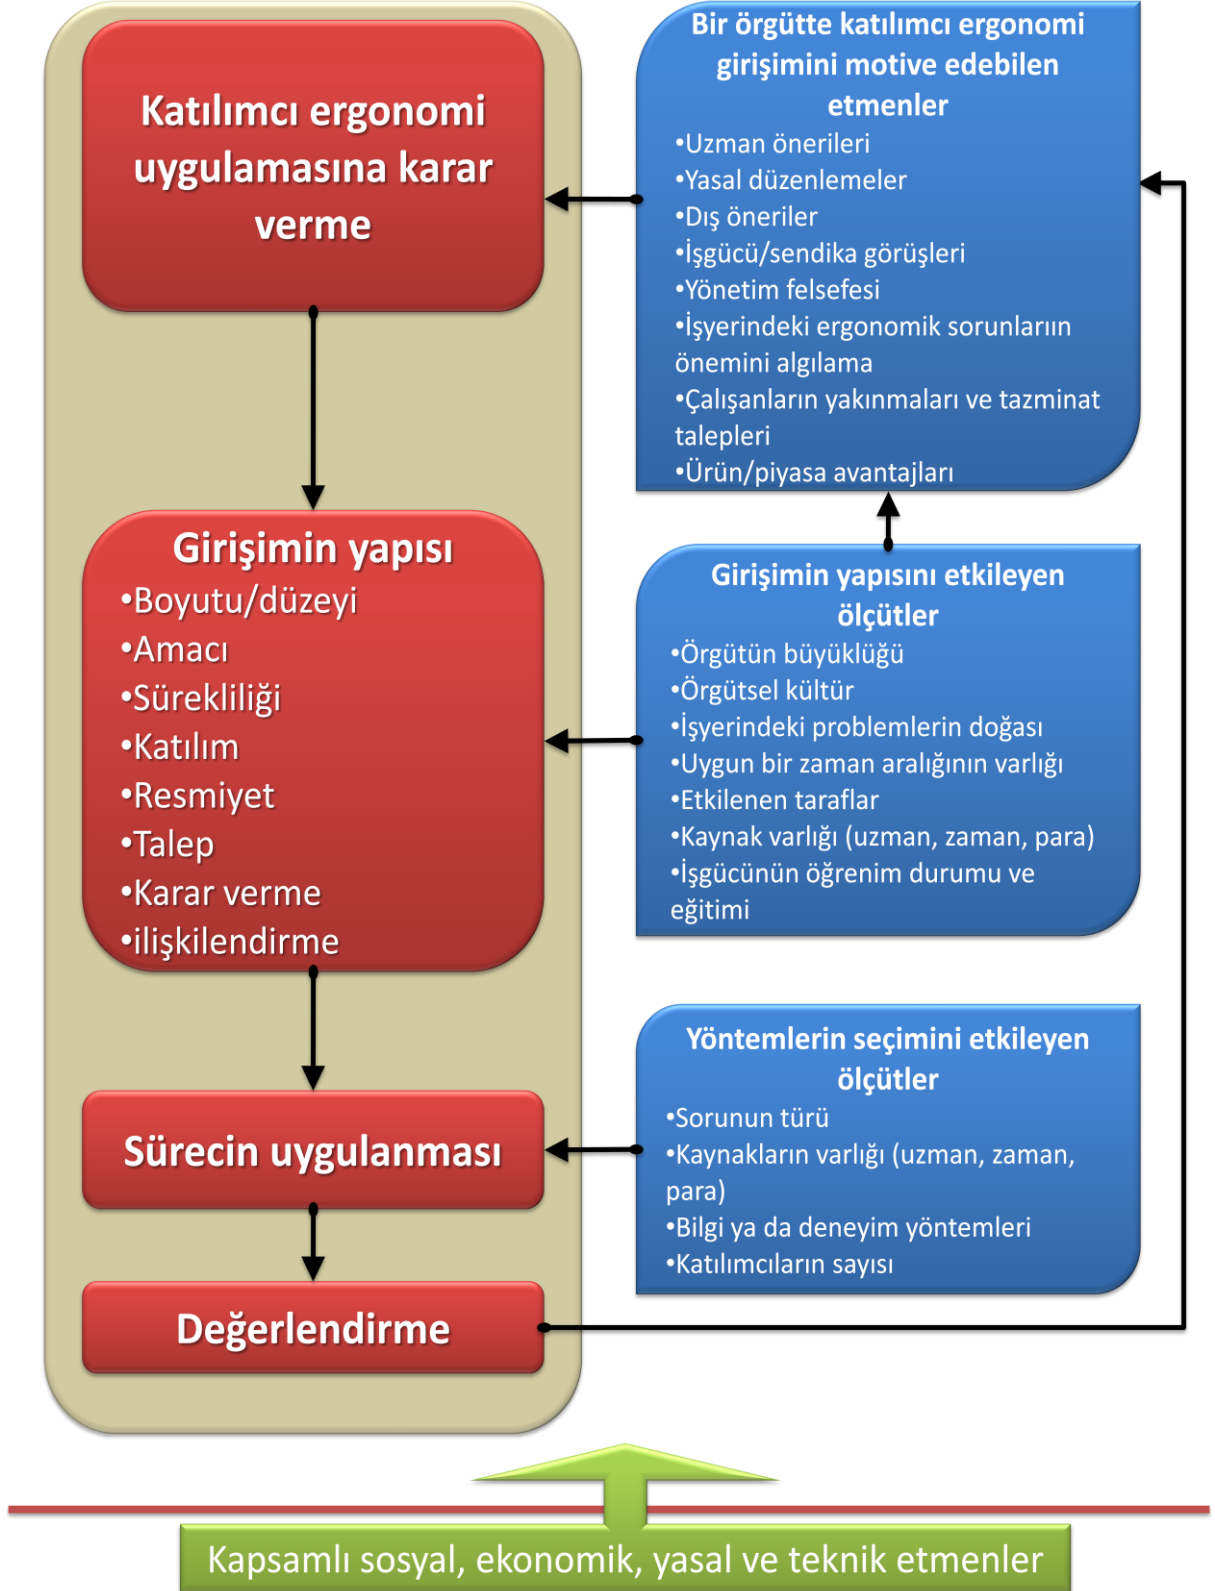 Katılımcı ergonomi
uygulamasına karar
verme
Bir örgütte katılımcı ergonomi
girişimini motive edebilen
etmenler
•Uzman önerileri
•Yasal düzenlemeler
•Dış öneriler
•İşgücü/sendika görüşleri
•Yönetim felsefesi
•İşyerindeki ergonomik sorunlarıın
önemini algılama
•Çalışanların yakınmaları ve tazminat
talepleri
•Ürün/piyasa avantajları
Girişimin yapısı
•Boyutu/düzeyi
•Amacı
•Sürekliliği
•Katılım
•Resmiyet
•Talep
•Karar verme
•ilişkilendirme
Girişimin yapısını etkileyen
ölçütler
•Örgütün büyüklüğü
•Örgütsel kültür
•İşyerindeki problemlerin doğası
•Uygun bir zaman aralığının varlığı
•Etkilenen taraflar
•Kaynak varlığı (uzman, zaman, para)
•İşgücünün öğrenim durumu ve
eğitimi
Sürecin uygulanması
Yöntemlerin seçimini etkileyen
ölçütler
•Sorunun türü
•Kaynakların varlığı (uzman, zaman,
para)
•Bilgi ya da deneyim yöntemleri
•Katılımcıların sayısı
Değerlendirme
Kapsamlı sosyal, ekonomik, yasal ve teknik etmenler